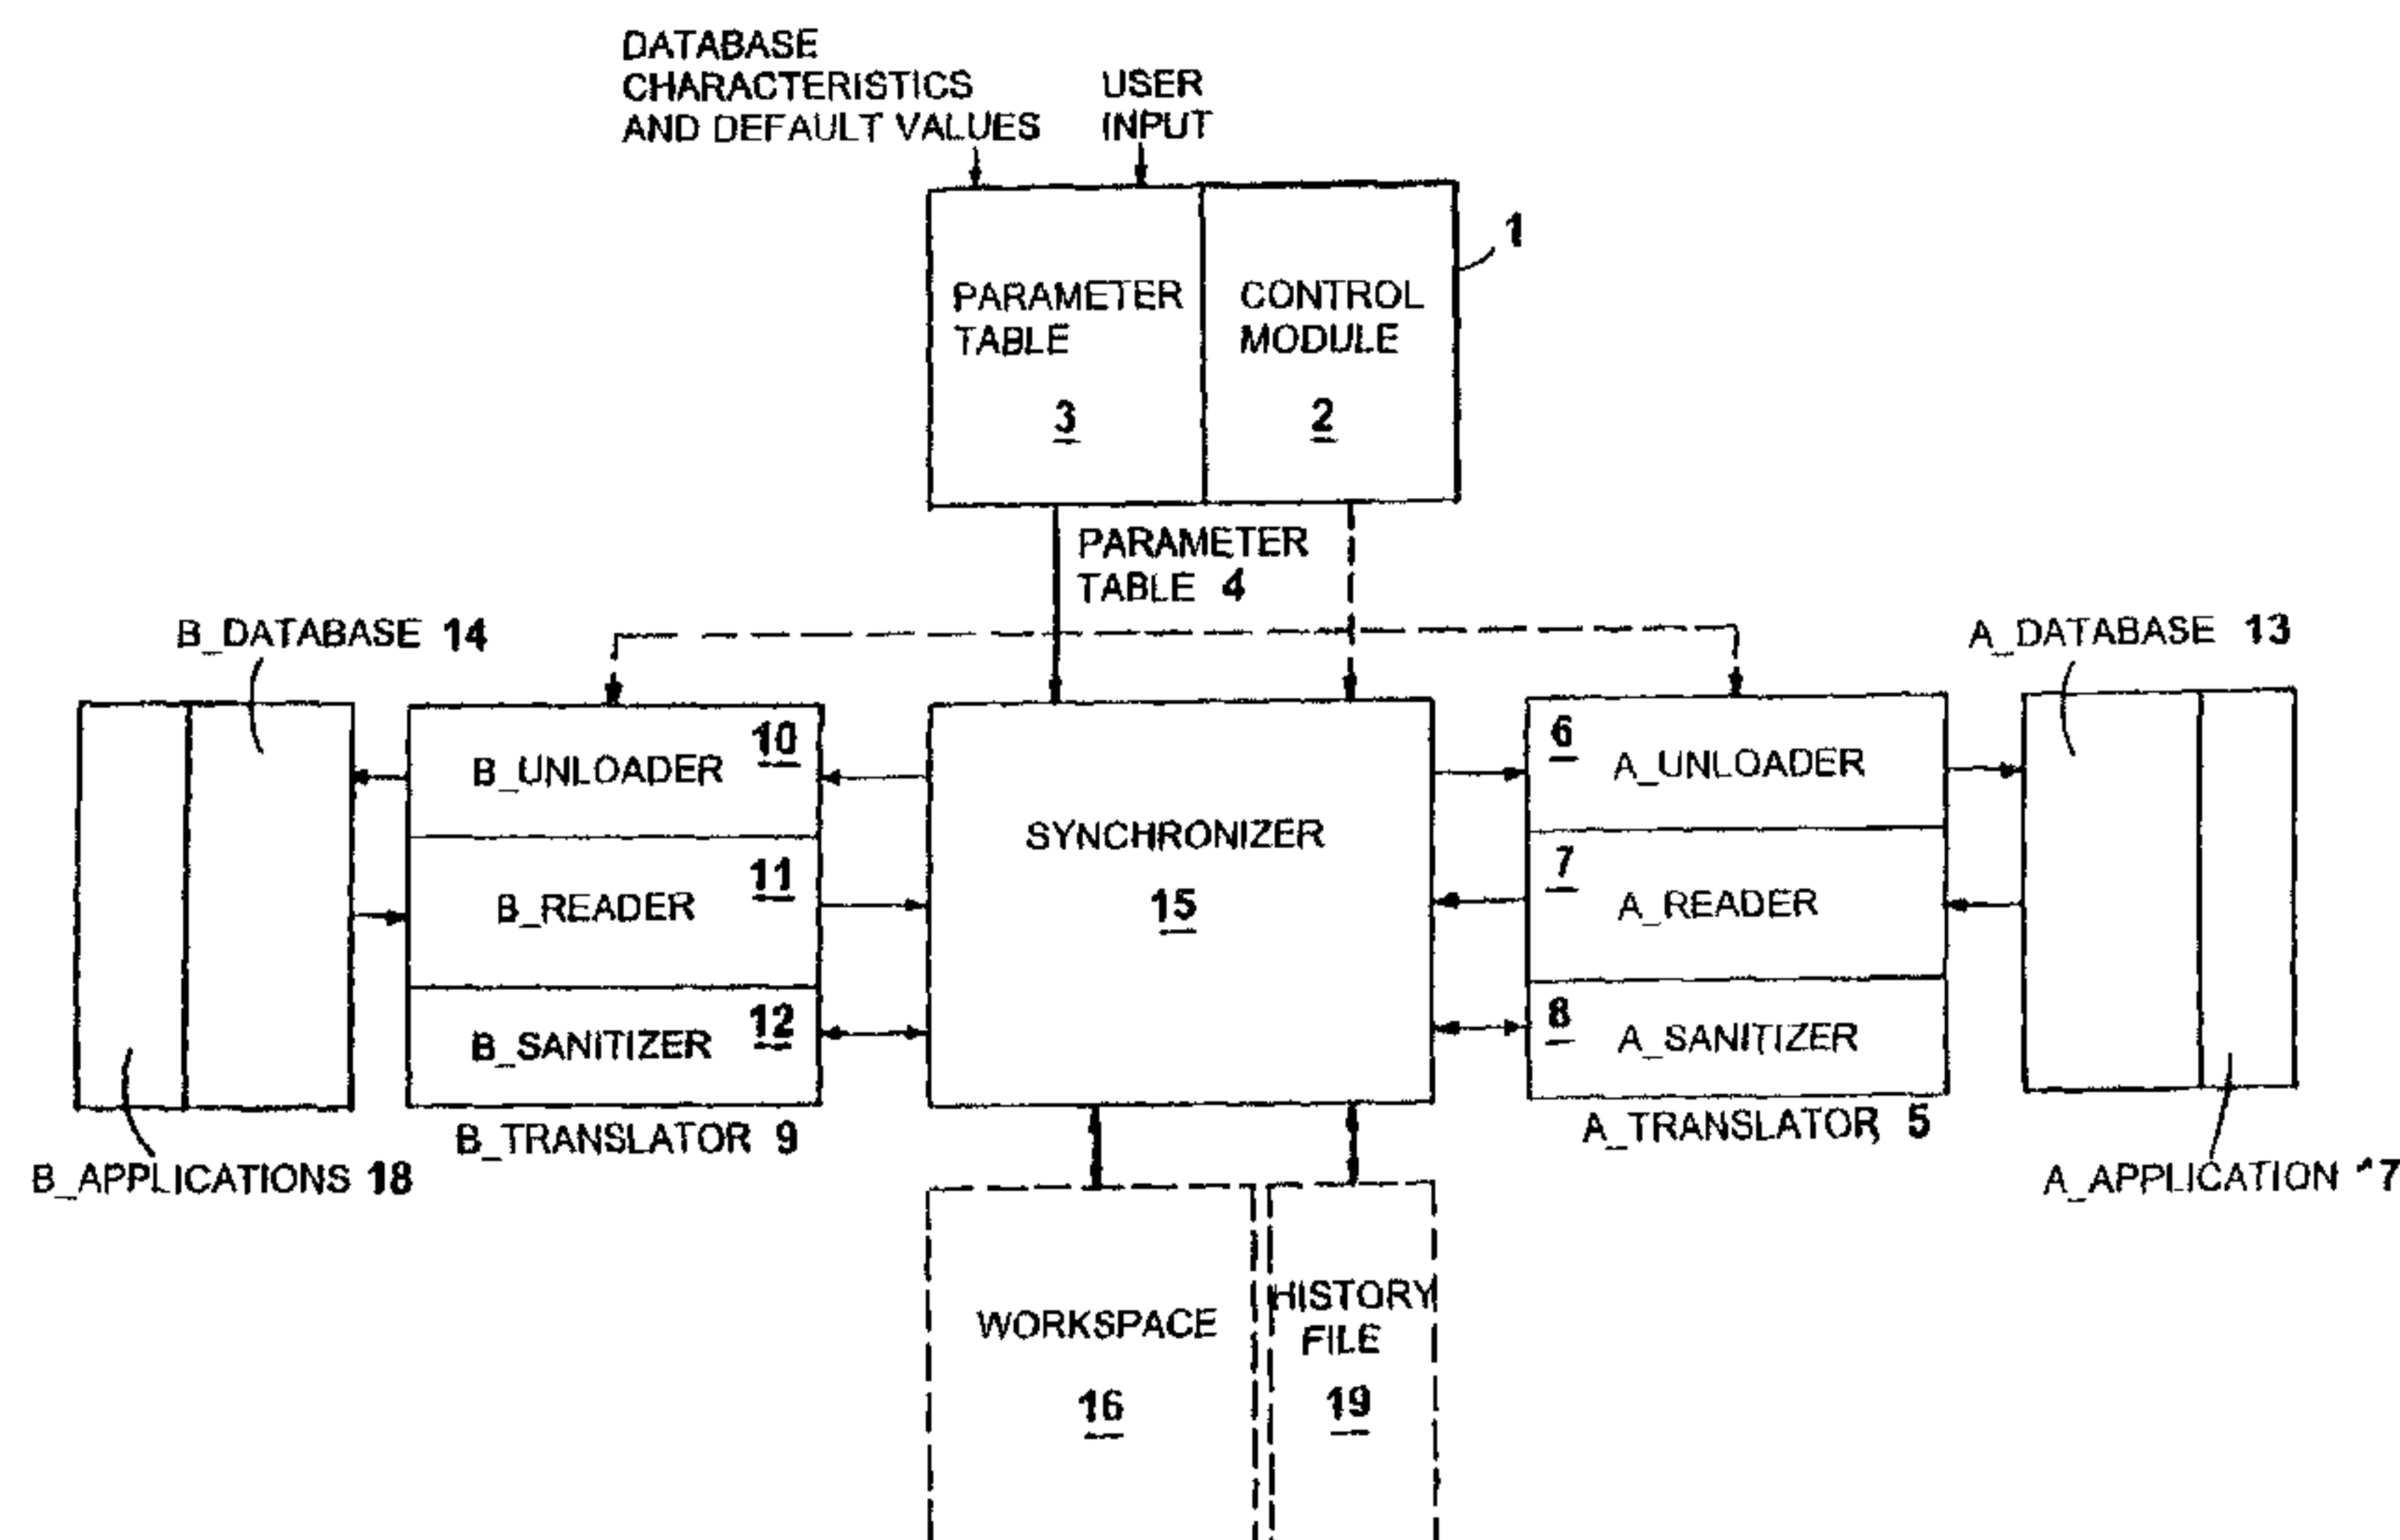 DATABASE
CHARACTERISTICS
AND DEFAULT VALUES
USER
INPUT
1
PARAMETER
TABLE
3
CONTROL
MODULE
2
PARAMETER
TABLE 4
B_DATABASE 14
A_DATABASE 13
10
B_UNLOADER
11
B_READER
12
B_SANITIZER
SYNCHRONIZER
15
6
A_UNLOADER
7
A_READER
8
A_SANITIZER
B_TRANSLATOR 9
A_TRANSLATOR 5
B_APPLICATIONS 18
A_APPLICATION 17
WORKSPACE
16
HISTORY
FILE
19